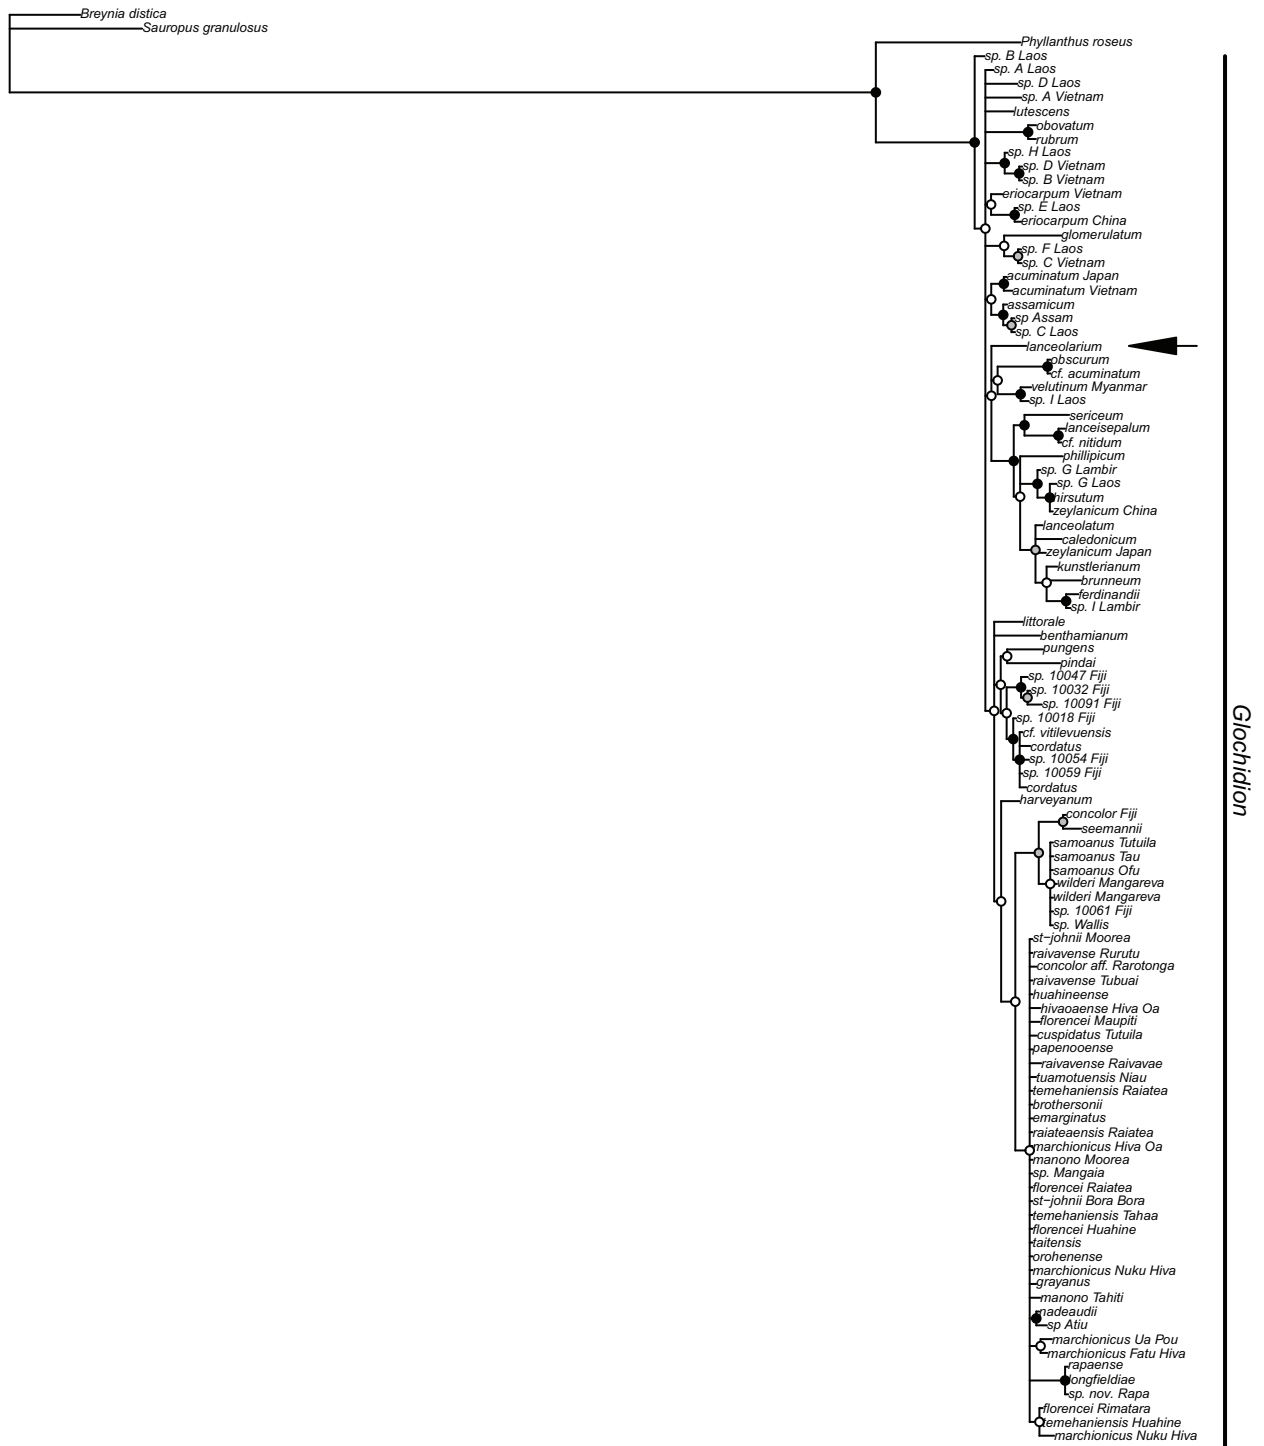 Breynia distica
Sauropus granulosus
Phyllanthus roseus
sp. B Laos
sp. A Laos
sp. D Laos
sp. A Vietnam
lutescens
obovatum
rubrum
sp. H Laos
sp. D Vietnam
sp. B Vietnam
eriocarpum Vietnam
sp. E Laos
eriocarpum China
glomerulatum
sp. F Laos
sp. C Vietnam
acuminatum Japan
acuminatum Vietnam
assamicum
sp Assam
sp. C Laos
lanceolarium
obscurum
cf. acuminatum
velutinum Myanmar
sp. I Laos
sericeum
lanceisepalum
cf. nitidum
phillipicum
sp. G Lambir
sp. G Laos
hirsutum
zeylanicum China
lanceolatum
caledonicum
zeylanicum Japan
kunstlerianum
brunneum
ferdinandii
sp. I Lambir
littorale
benthamianum
pungens
pindai
sp. 10047 Fiji
sp. 10032 Fiji
sp. 10091 Fiji
sp. 10018 Fiji
cf. vitilevuensis
cordatus
sp. 10054 Fiji
sp. 10059 Fiji
cordatus
harveyanum
concolor Fiji
seemannii
samoanus Tutuila
samoanus Tau
samoanus Ofu
wilderi Mangareva
wilderi Mangareva
sp. 10061 Fiji
sp. Wallis
st−johnii Moorea
raivavense Rurutu
concolor aff. Rarotonga
raivavense Tubuai
huahineense
hivaoaense Hiva Oa
florencei Maupiti
cuspidatus Tutuila
papenooense
raivavense Raivavae
tuamotuensis Niau
temehaniensis Raiatea
brothersonii
emarginatus
raiateaensis Raiatea
marchionicus Hiva Oa
manono Moorea
sp. Mangaia
florencei Raiatea
st−johnii Bora Bora
temehaniensis Tahaa
florencei Huahine
taitensis
orohenense
marchionicus Nuku Hiva
grayanus
manono Tahiti
nadeaudii
sp Atiu
marchionicus Ua Pou
marchionicus Fatu Hiva
rapaense
longfieldiae
sp. nov. Rapa
florencei Rimatara
temehaniensis Huahine
marchionicus Nuku Hiva
Glochidion